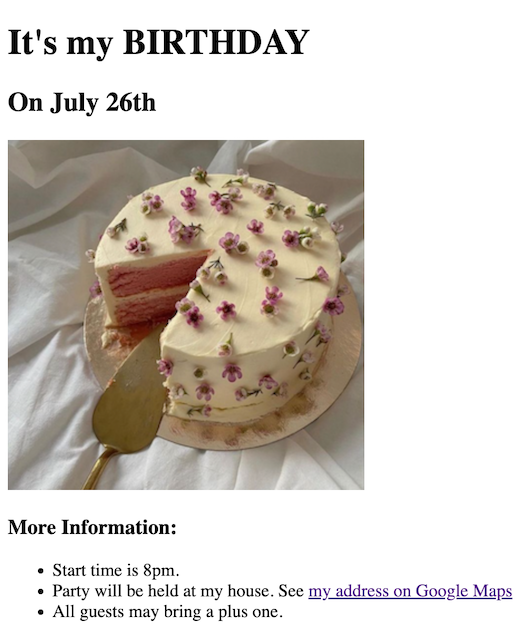 It's my BIRTHDAY
On July 26th
More Information:
Start time is 8pm.
Party will be held at my house. See my address on Google Maps
All guests may bring a plus one.